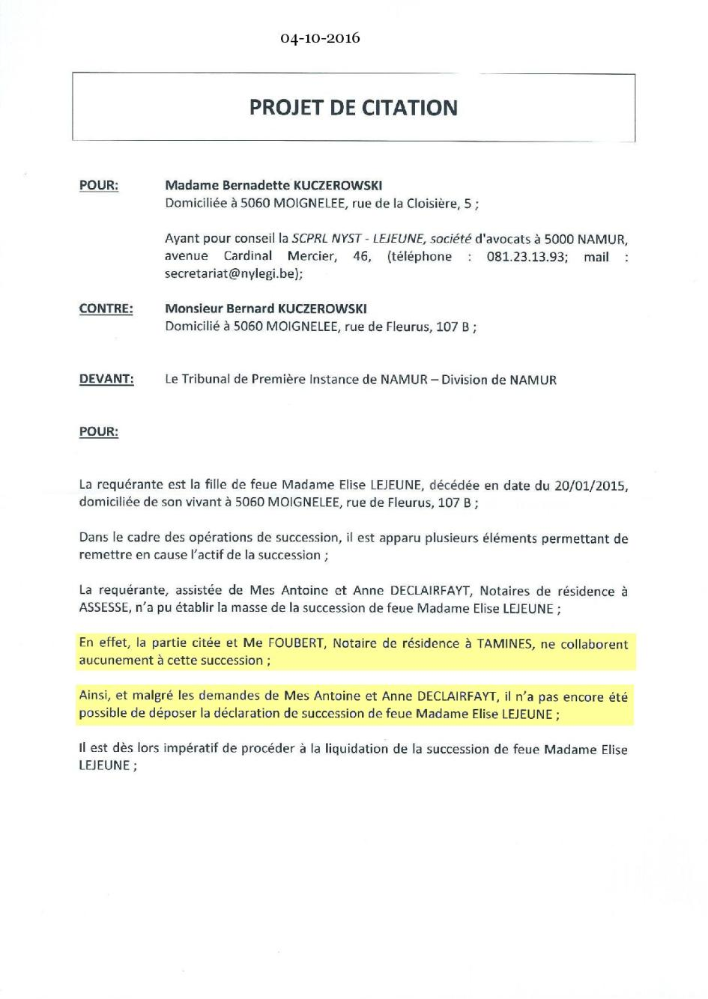 04-10-2016
PROJET DE CITATION
POUR:
Madame Bernadette KUCZEROWSKI
Domiciliée à 5060 MOIGNELEE, rue de la Cloisière, 5 ;
Ayant pour conseil la SCPRL NYST - LEJEUNE, société d'avocats à 5000 NAMUR,
avenue Cardinal Mercier, 46, (téléphone : 081.23.13.93; mail :
secretariat@nylegi.be);
CONTRE:
Monsieur Bernard KUCZEROWSKI
Domicilié à 5060 MOIGNELEE, rue de Fleurus, 107 B ;
DEVANT:
Le Tribunal de Première Instance de NAMUR – Division de NAMUR
POUR:
La requérante est la fille de feue Madame Elise LEJEUNE, décédée en date du 20/01/2015,
domiciliée de son vivant à 5060 MOIGNELEE, rue de Fleurus, 107 B ;
Dans le cadre des opérations de succession, il est apparu plusieurs éléments permettant de
remettre en cause l'actif de la succession ;
La requérante, assistée de Mes Antoine et Anne DECLAIRFAYT, Notaires de résidence à
ASSESSE, n'a pu établir la masse de la succession de feue Madame Elise LEJEUNE ;
En effet, la partie citée et Me FOUBERT, Notaire de résidence à TAMINES, ne collaborent
aucunement à cette succession ;
Ainsi, et malgré les demandes de Mes Antoine et Anne DECLAIRFAYT, il n'a pas encore été
possible de déposer la déclaration de succession de feue Madame Elise LEJEUNE ;
Il est dès lors impératif de procéder à la liquidation de la succession de feue Madame Elise
LEJEUNE ;